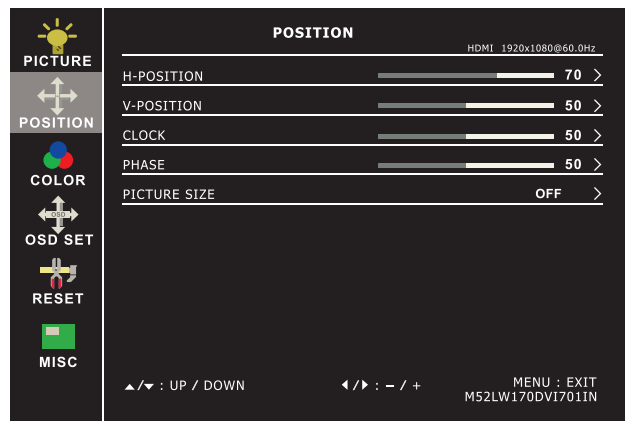 PICTURE
POSITION
COLOR
OSD
OSD SET
RESET
MISC
POSITION
HDMI 1920x1080@60.0Hz
H-POSITION 70 >
V-POSITION 50 >
CLOCK 50 >
PHASE 50 >
PICTURE SIZE OFF >
▲/▼ : UP / DOWN ◀/▶ : – / + MENU : EXIT
M52LW170DVI701IN